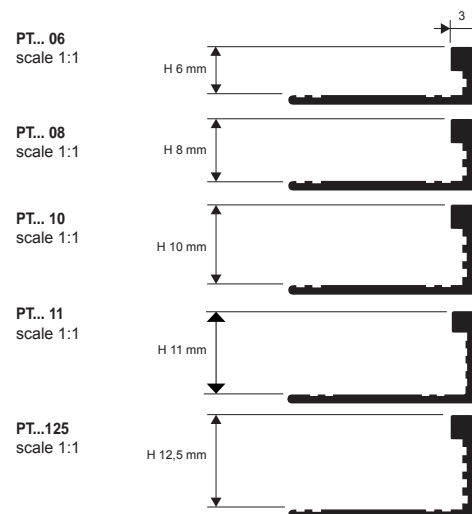 3
PT... 06
scale 1:1
H 6 mm
PT... 08
scale 1:1
H 8 mm
PT... 10
scale 1:1
H 10 mm
PT... 11
scale 1:1
H 11 mm
PT...125
scale 1:1
H 12,5 mm